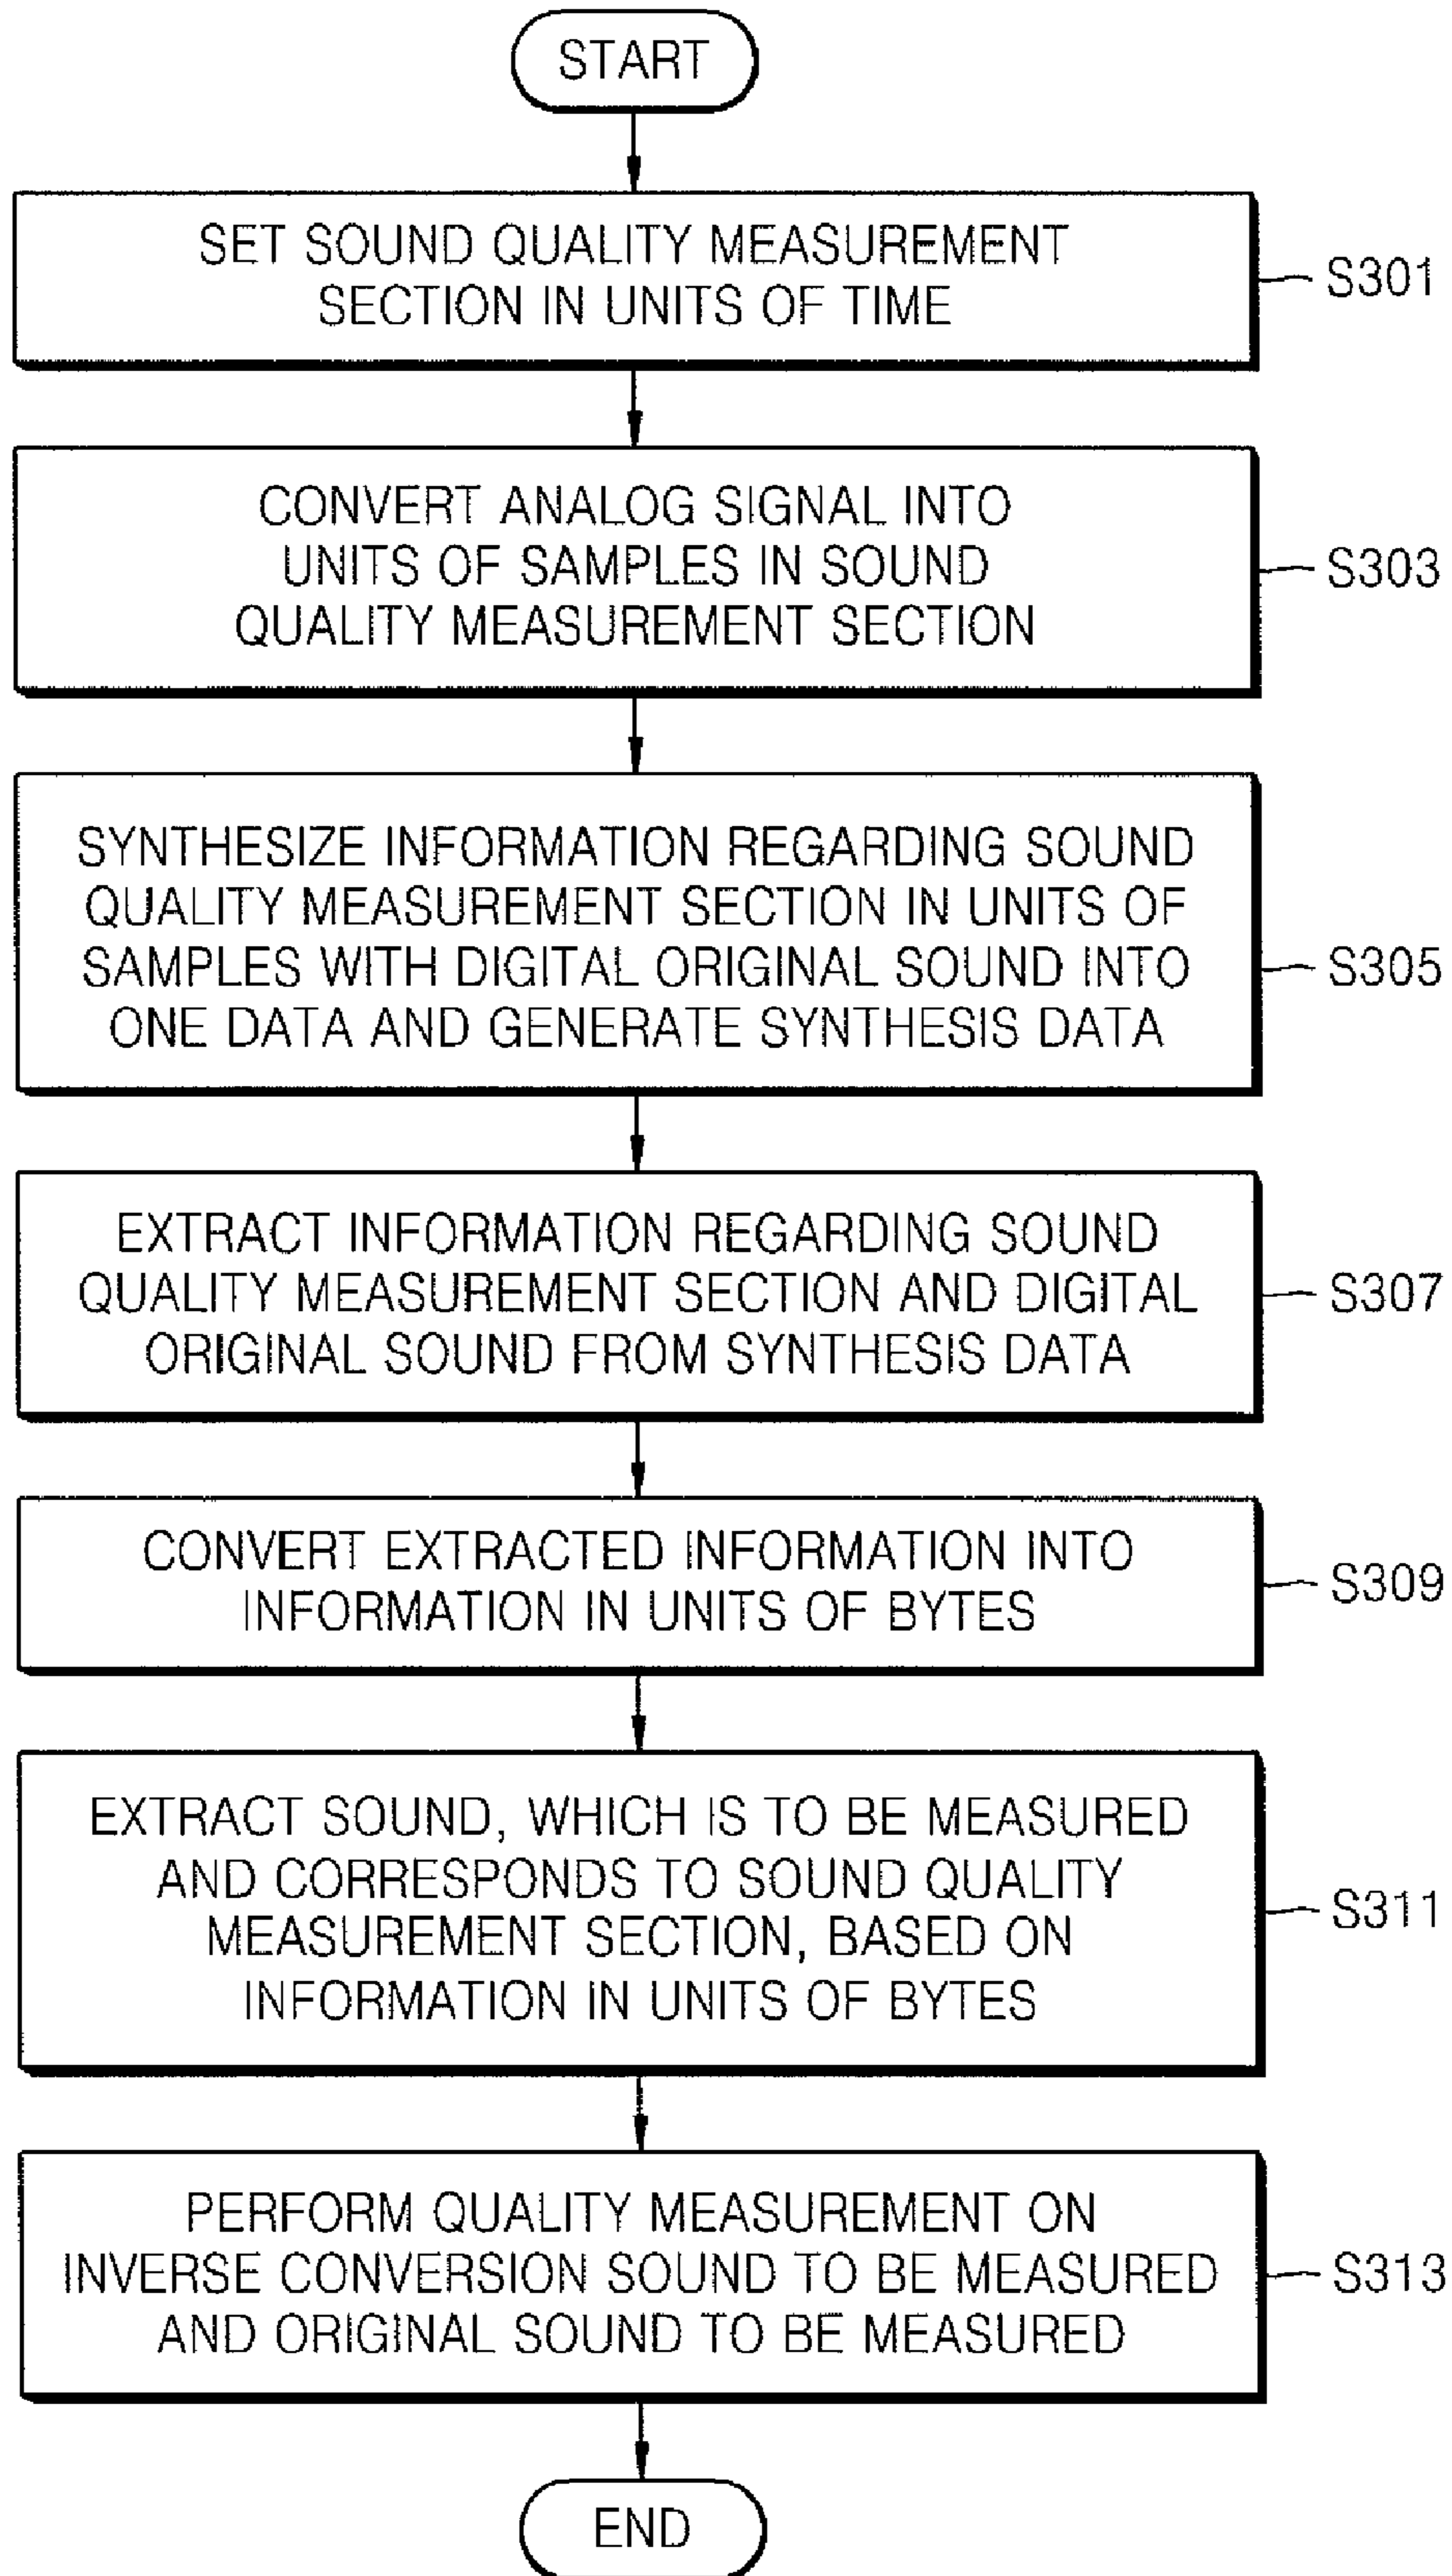 START
SET SOUND QUALITY MEASUREMENT
SECTION IN UNITS OF TIME
S301
CONVERT ANALOG SIGNAL INTO
UNITS OF SAMPLES IN SOUND
QUALITY MEASUREMENT SECTION
S303
SYNTHESIZE INFORMATION REGARDING SOUND
QUALITY MEASUREMENT SECTION IN UNITS OF
SAMPLES WITH DIGITAL ORIGINAL SOUND INTO
ONE DATA AND GENERATE SYNTHESIS DATA
S305
EXTRACT INFORMATION REGARDING SOUND
QUALITY MEASUREMENT SECTION AND DIGITAL
ORIGINAL SOUND FROM SYNTHESIS DATA
S307
CONVERT EXTRACTED INFORMATION INTO
INFORMATION IN UNITS OF BYTES
S309
EXTRACT SOUND, WHICH IS TO BE MEASURED
AND CORRESPONDS TO SOUND QUALITY
MEASUREMENT SECTION, BASED ON
INFORMATION IN UNITS OF BYTES
S311
PERFORM QUALITY MEASUREMENT ON
INVERSE CONVERSION SOUND TO BE MEASURED
AND ORIGINAL SOUND TO BE MEASURED
S313
END